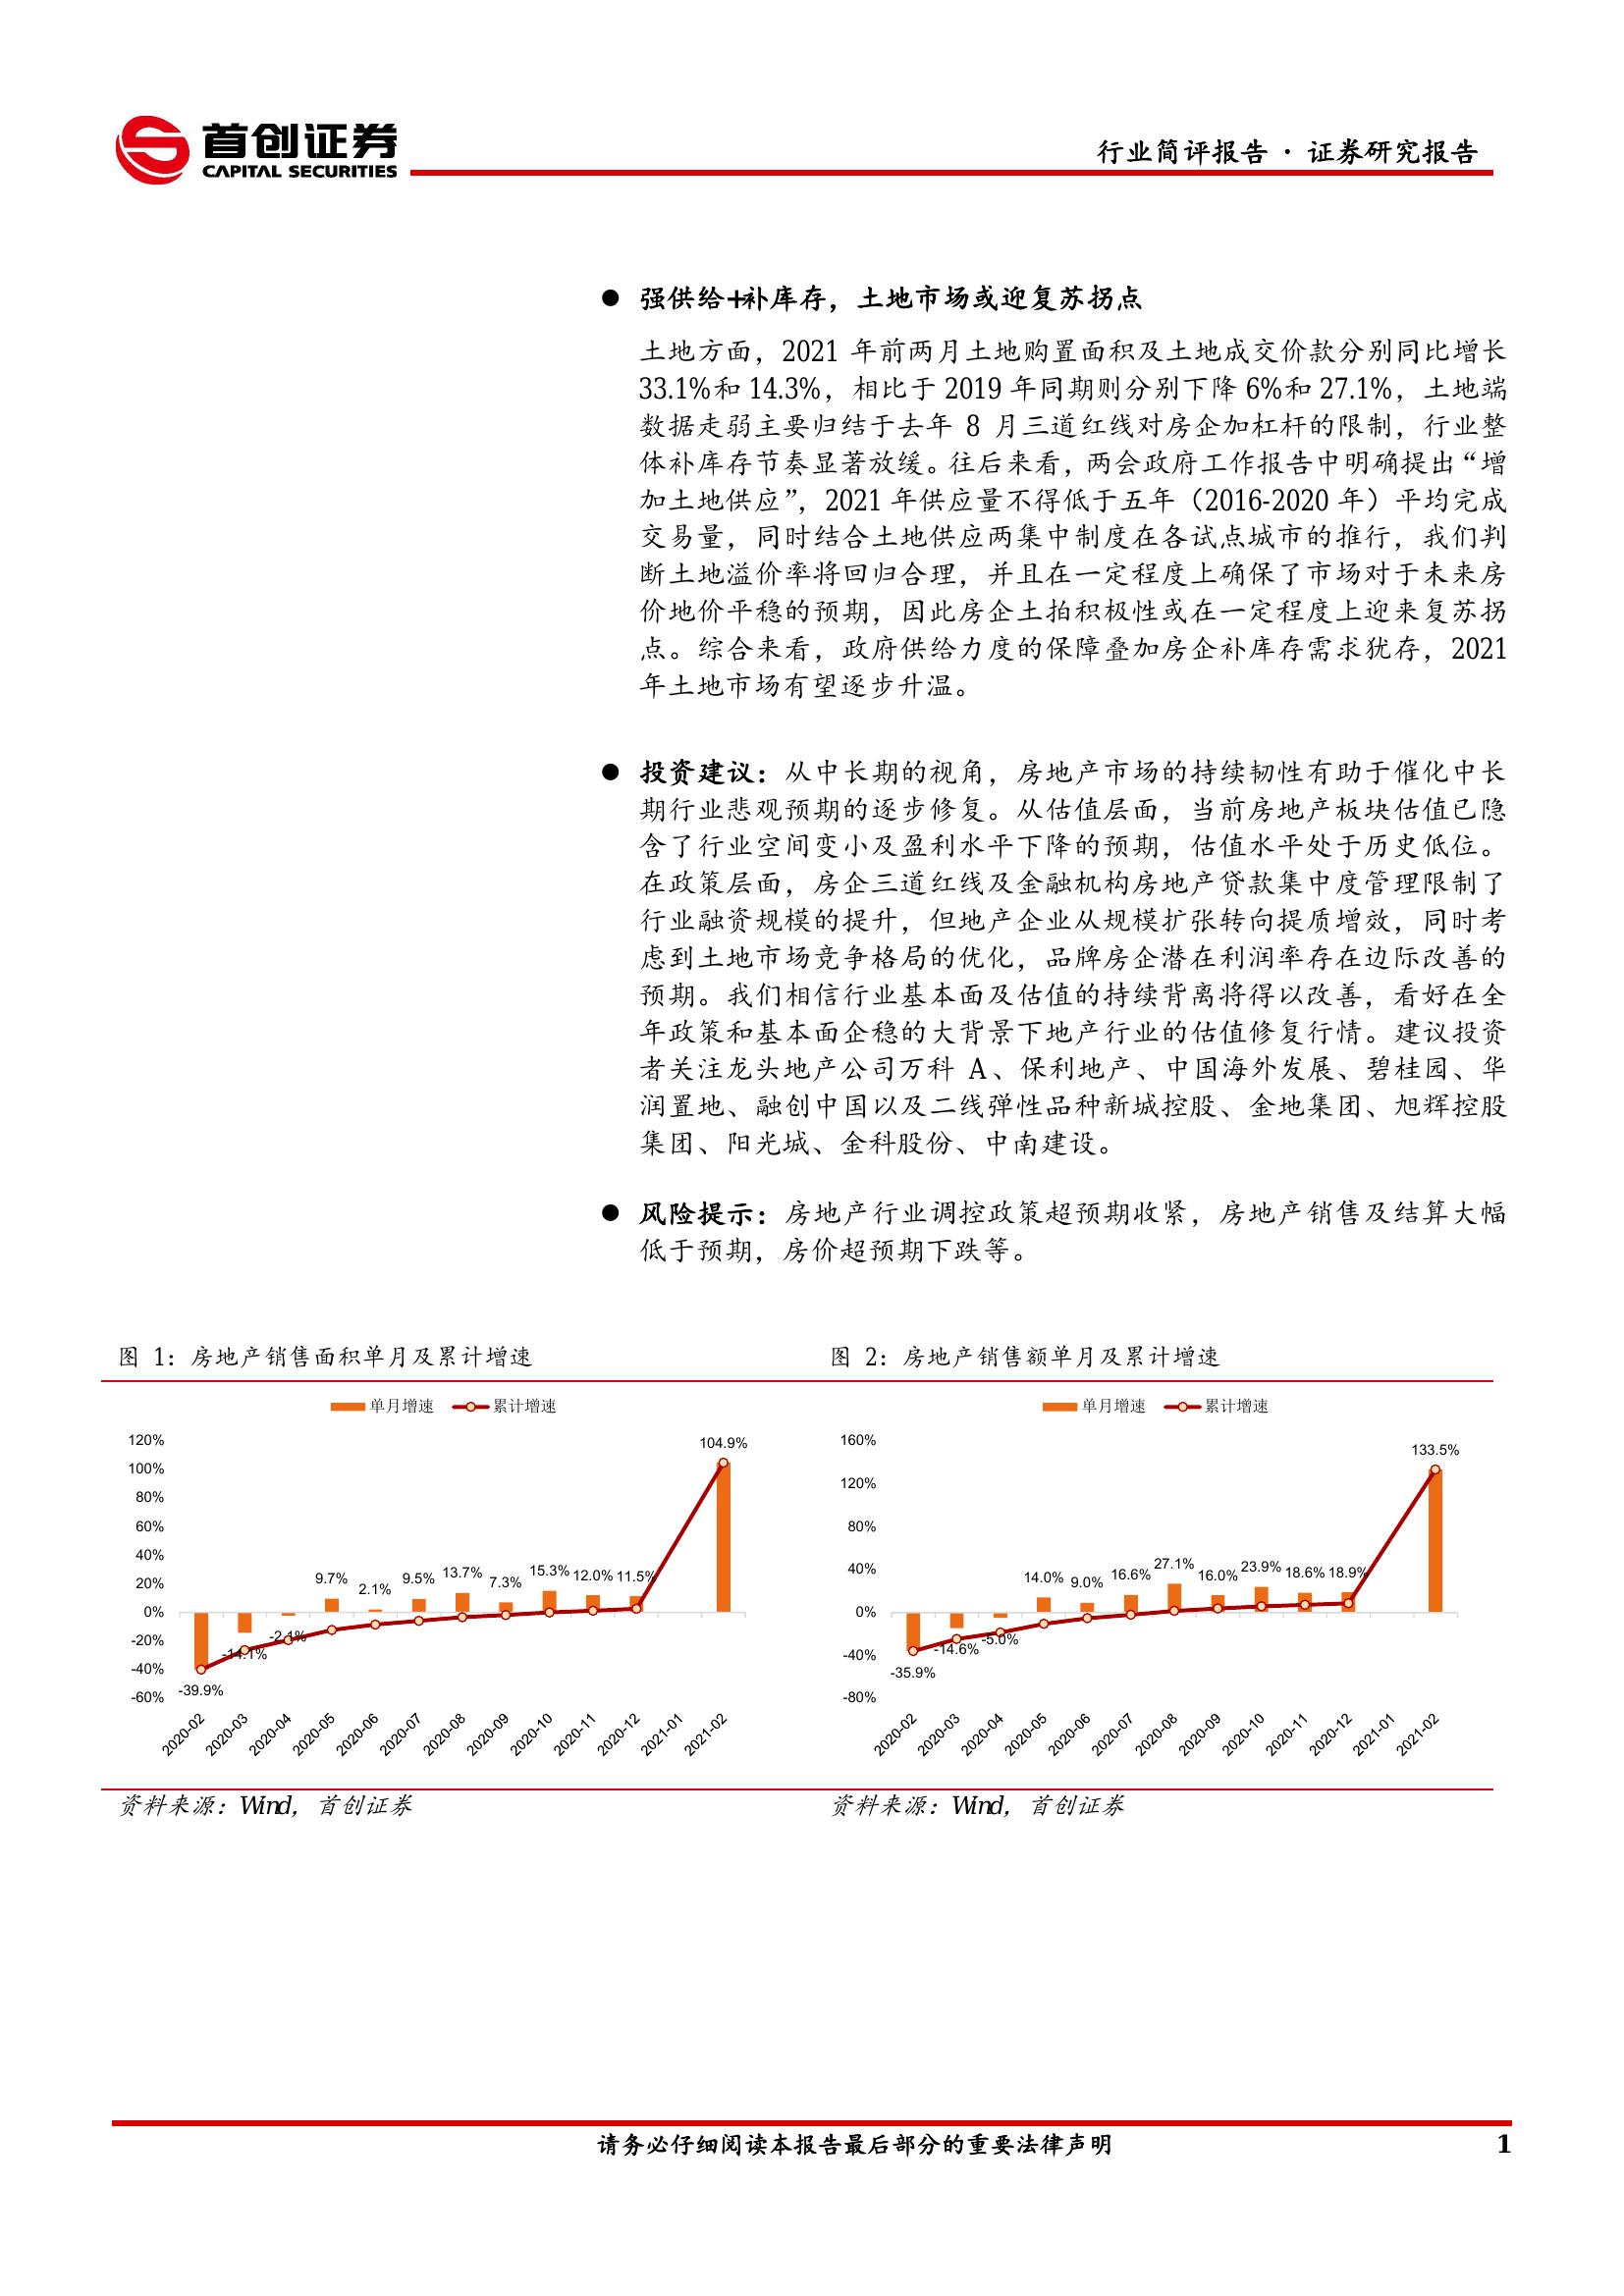 首创证券
CAPITAL SECURITIES
行业简评报告 · 证券研究报告
● 强供给+补库存，土地市场或迎复苏拐点
土地方面，2021 年前两月土地购置面积及土地成交价款分别同比增长
33.1%和 14.3%，相比于 2019 年同期则分别下降 6%和 27.1%，土地端
数据走弱主要归结于去年 8 月三道红线对房企加杠杆的限制，行业整
体补库存节奏显著放缓。往后来看，两会政府工作报告中明确提出“增
加土地供应”，2021 年供应量不得低于五年（2016-2020 年）平均完成
交易量，同时结合土地供应两集中制度在各试点城市的推行，我们判
断土地溢价率将回归合理，并且在一定程度上确保了市场对于未来房
价地价平稳的预期，因此房企土拍积极性或在一定程度上迎来复苏拐
点。综合来看，政府供给力度的保障叠加房企补库存需求犹存，2021
年土地市场有望逐步升温。
● 投资建议：从中长期的视角，房地产市场的持续韧性有助于催化中长
期行业悲观预期的逐步修复。从估值层面，当前房地产板块估值已隐
含了行业空间变小及盈利水平下降的预期，估值水平处于历史低位。
在政策层面，房企三道红线及金融机构房地产贷款集中度管理限制了
行业融资规模的提升，但地产企业从规模扩张转向提质增效，同时考
虑到土地市场竞争格局的优化，品牌房企潜在利润率存在边际改善的
预期。我们相信行业基本面及估值的持续背离将得以改善，看好在全
年政策和基本面企稳的大背景下地产行业的估值修复行情。建议投资
者关注龙头地产公司万科 A、保利地产、中国海外发展、碧桂园、华
润置地、融创中国以及二线弹性品种新城控股、金地集团、旭辉控股
集团、阳光城、金科股份、中南建设。
● 风险提示：房地产行业调控政策超预期收紧，房地产销售及结算大幅
低于预期，房价超预期下跌等。
图 1：房地产销售面积单月及累计增速
单月增速 累计增速
120%
100%
80%
60%
40%
20%
0%
-20%
-40%
-60%
-39.9% -14.1% -2.1% 9.7% 2.1% 9.5% 13.7% 7.3% 15.3% 12.0% 11.5% 104.9%
2020-02 2020-03 2020-04 2020-05 2020-06 2020-07 2020-08 2020-09 2020-10 2020-11 2020-12 2021-01 2021-02
资料来源：Wind，首创证券
图 2：房地产销售额单月及累计增速
单月增速 累计增速
160%
120%
80%
40%
0%
-40%
-80%
-35.9% -14.6% -5.0% 14.0% 9.0% 16.6% 27.1% 16.0% 23.9% 18.6% 18.9% 133.5%
2020-02 2020-03 2020-04 2020-05 2020-06 2020-07 2020-08 2020-09 2020-10 2020-11 2020-12 2021-01 2021-02
资料来源：Wind，首创证券
请务必仔细阅读本报告最后部分的重要法律声明 1